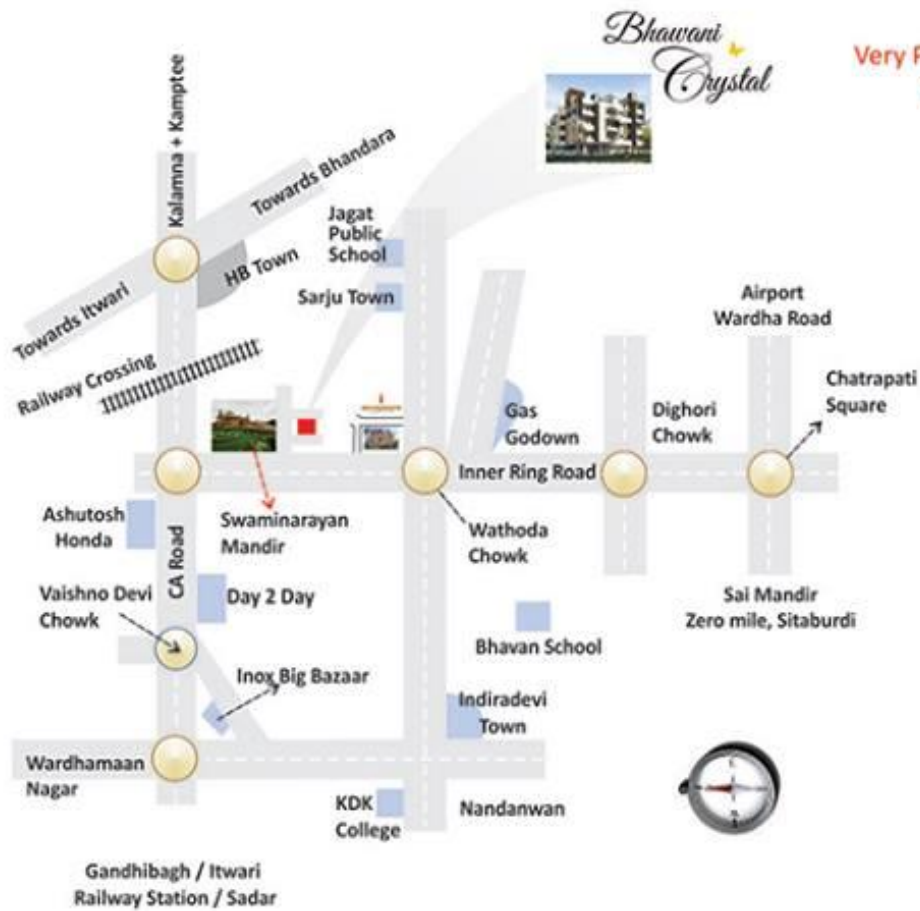 Bhawani
Crystal
Very
Kalamna + Kamptee
Towards Bhandara
Jagat
Public
School
HB Town
Sarju Town
Towards Itwari
Airport
Wardha Road
Railway Crossing
Chatrapati
Square
Gas
Godown
Dighori
Chowk
Inner Ring Road
Ashutosh
Honda
Swaminarayan
Mandir
Wathoda
Chowk
CA Road
Vaishno Devi
Chowk
Day 2 Day
Sai Mandir
Zero mile, Sitaburdi
Bhavan School
Inox Big Bazaar
Indiradevi
Town
Wardhamaan
Nagar
KDK
College
Nandanwan
Gandhibagh / Itwari
Railway Station / Sadar